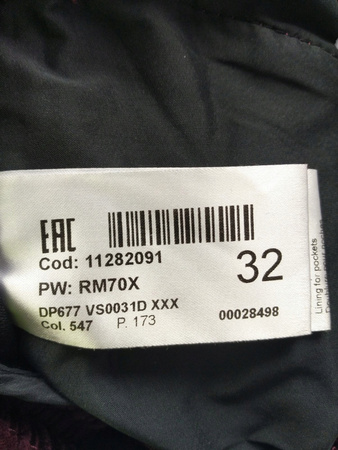 EAC
Cod: 11282091
32
PW: RM70X
DP677 VS0031D XXX
Col. 547 P. 173
00028498
Lining for pockets